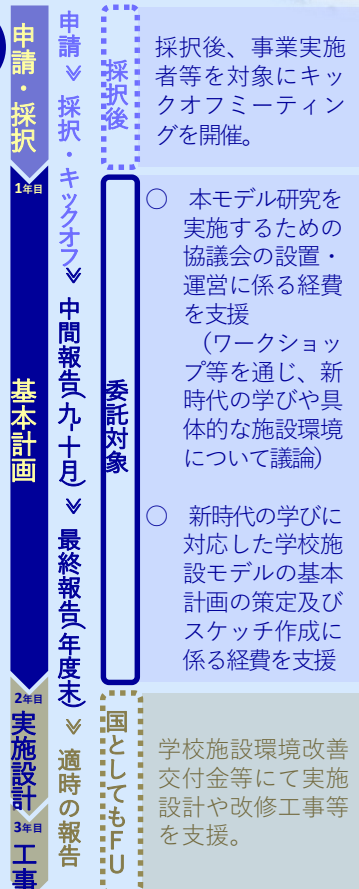 申請・採択
1年目
基本計画
2年目
実施設計
3年目
工事
申請 ≫ 採択・キックオフ ≫ 中間報告(九~十月) ≫ 最終報告(年度末) ≫ 適時の報告
採択後
採択後、事業実施
者等を対象にキッ
クオフミーティン
グを開催。
委託対象
○ 本モデル研究を
実施するための
協議会の設置・
運営に係る経費
を支援
（ワークショッ
プ等を通じ、新
時代の学びや具
体的な施設環境
について議論）
○ 新時代の学びに
対応した学校施
設モデルの基本
計画の策定及び
スケッチ作成に
係る経費を支援
国としてもFU
学校施設環境改善
交付金等にて実施
設計や改修工事等
を支援。